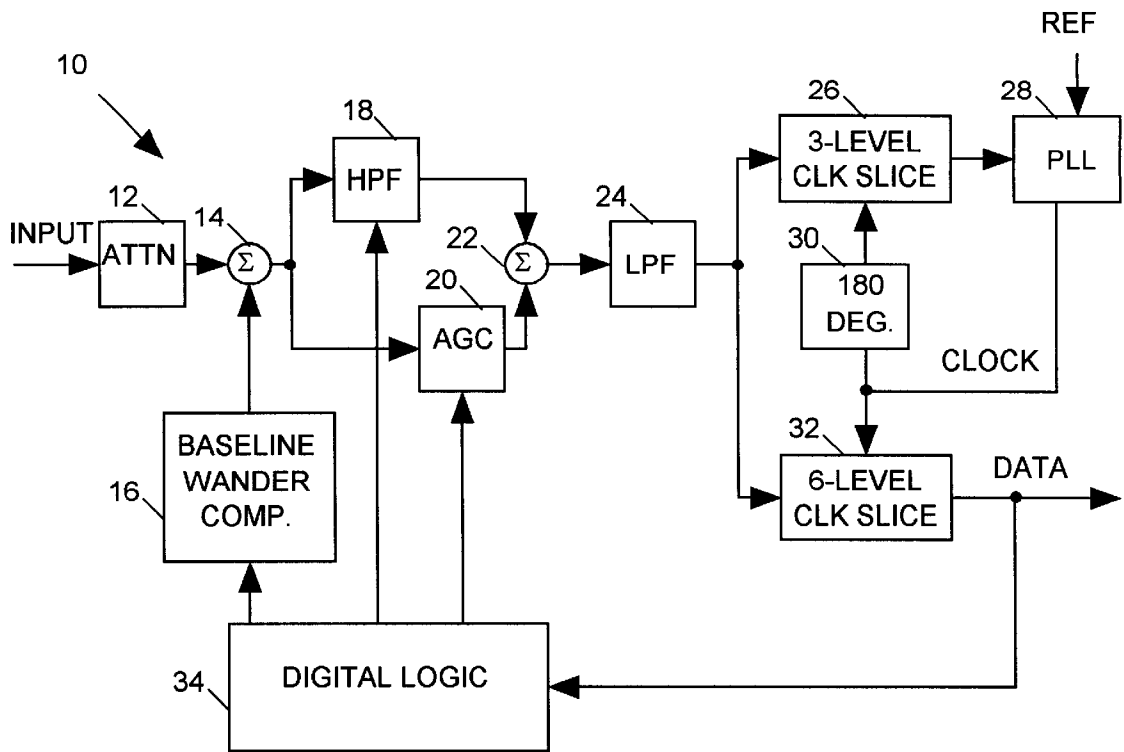 REF
10
18
26
28
HPF
3-LEVEL
CLK SLICE
PLL
12
14
24
INPUT
ATTN
Σ
22
Σ
LPF
30
180
DEG.
20
AGC
CLOCK
16
BASELINE
WANDER
COMP.
32
6-LEVEL
CLK SLICE
DATA
34
DIGITAL LOGIC